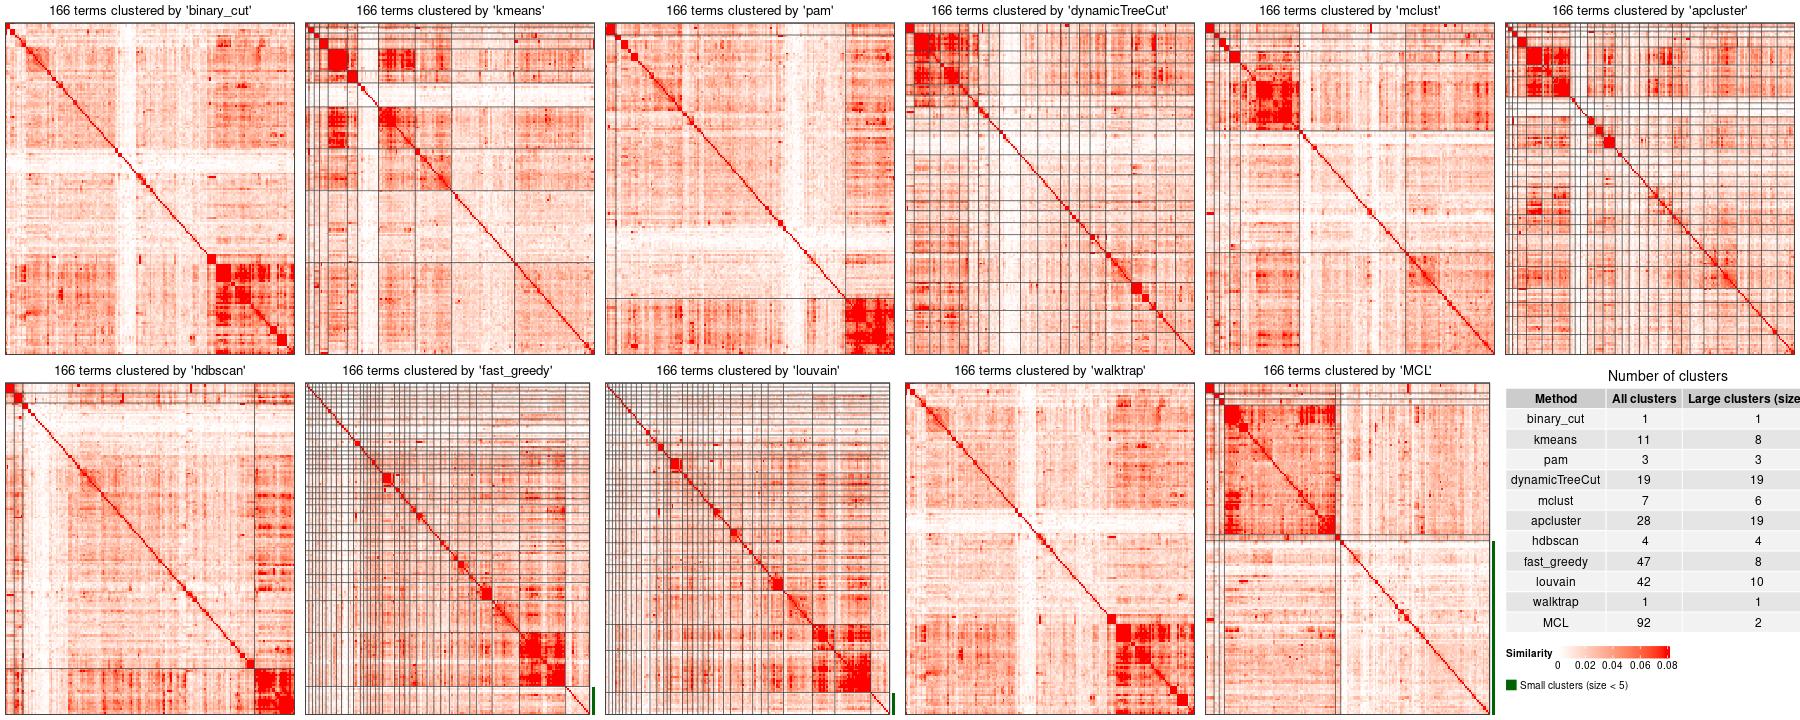 166 terms clustered by 'binary_cut'
166 terms clustered by 'kmeans'
166 terms clustered by 'pam'
166 terms clustered by 'dynamicTreeCut'
166 terms clustered by 'mclust'
166 terms clustered by 'apcluster'
166 terms clustered by 'hdbscan'
166 terms clustered by 'fast_greedy'
166 terms clustered by 'louvain'
166 terms clustered by 'walktrap'
166 terms clustered by 'MCL'
Number of clusters
Method All clusters Large clusters (size
binary_cut 1 1
kmeans 11 8
pam 3 3
dynamicTreeCut 19 19
mclust 7 6
apcluster 28 19
hdbscan 4 4
fast_greedy 47 8
louvain 42 10
walktrap 1 1
MCL 92 2
Similarity
0 0.02 0.04 0.06 0.08
Small clusters (size < 5)